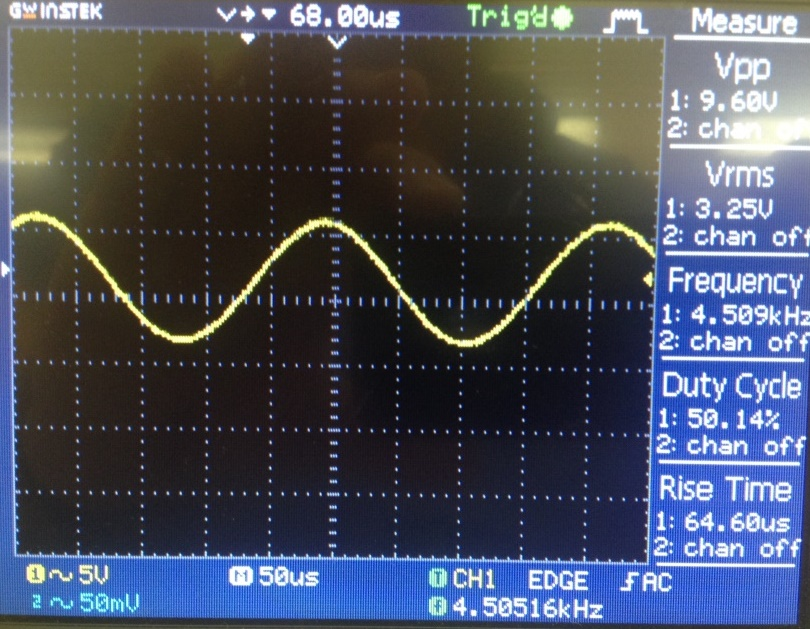 GW INSTEK 68.00us Trig'd Measure
Vpp
1: 9.60V
2: chan of
Vrms
1: 3.25V
2: chan off
Frequency
1: 4.509kHz
2: chan off
Duty Cycle
1: 50.14%
2: chan off
Rise Time
1: 64.60us
2: chan off
1 5V M 50us T CH1 EDGE AC
2 50mV f 4.50516kHz